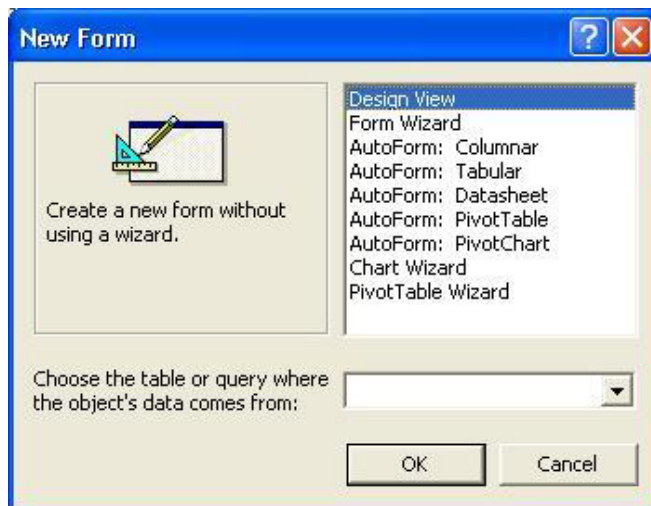 New Form
Design View
Form Wizard
AutoForm: Columnar
AutoForm: Tabular
AutoForm: Datasheet
AutoForm: PivotTable
AutoForm: PivotChart
Chart Wizard
PivotTable Wizard
Create a new form without
using a wizard.
Choose the table or query where
the object's data comes from:
OK
Cancel